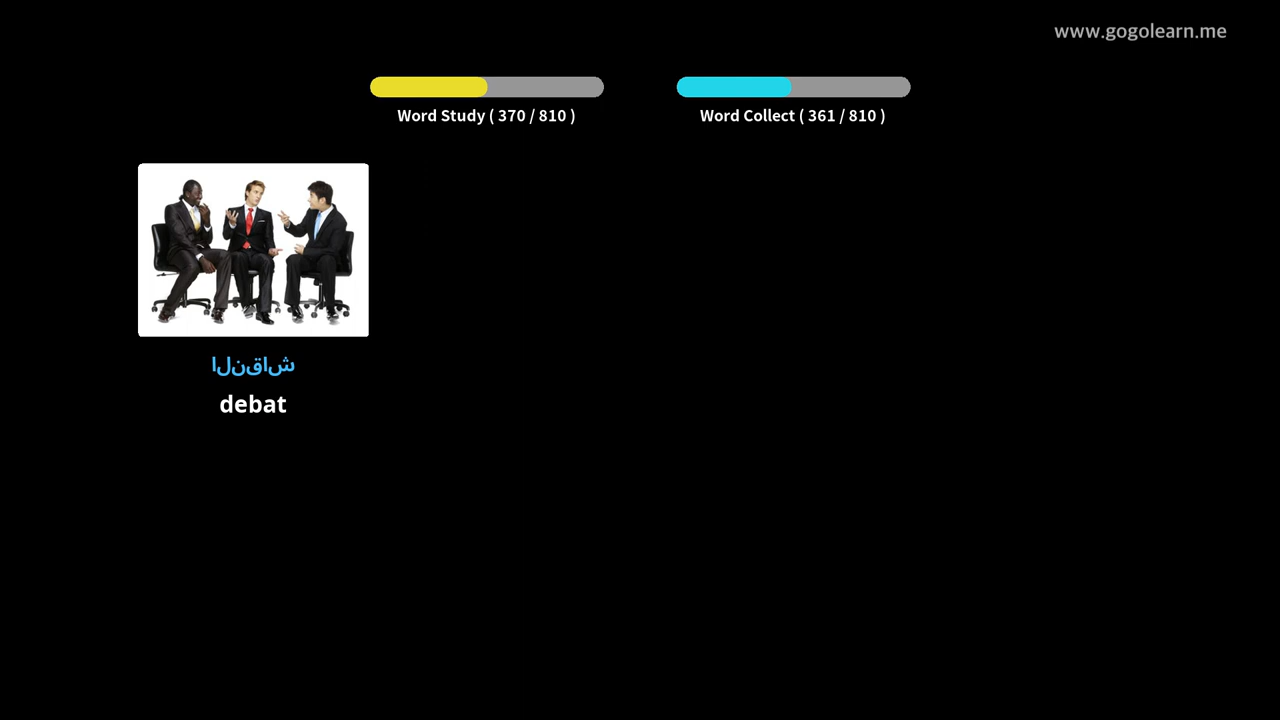 www.gogolearn.me
Word Study ( 370 / 810 )
Word Collect ( 361 / 810 )
النقاش
debat